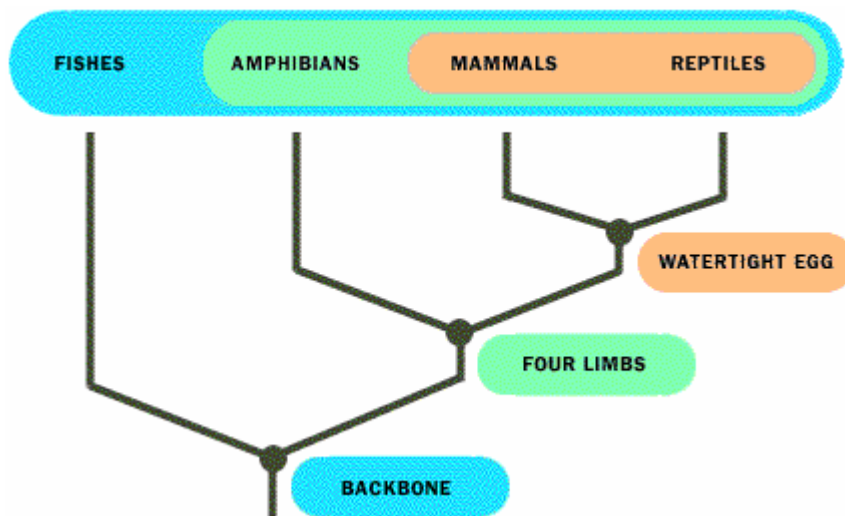 FISHES AMPHIBIANS MAMMALS REPTILES
WATERTIGHT EGG
FOUR LIMBS
BACKBONE